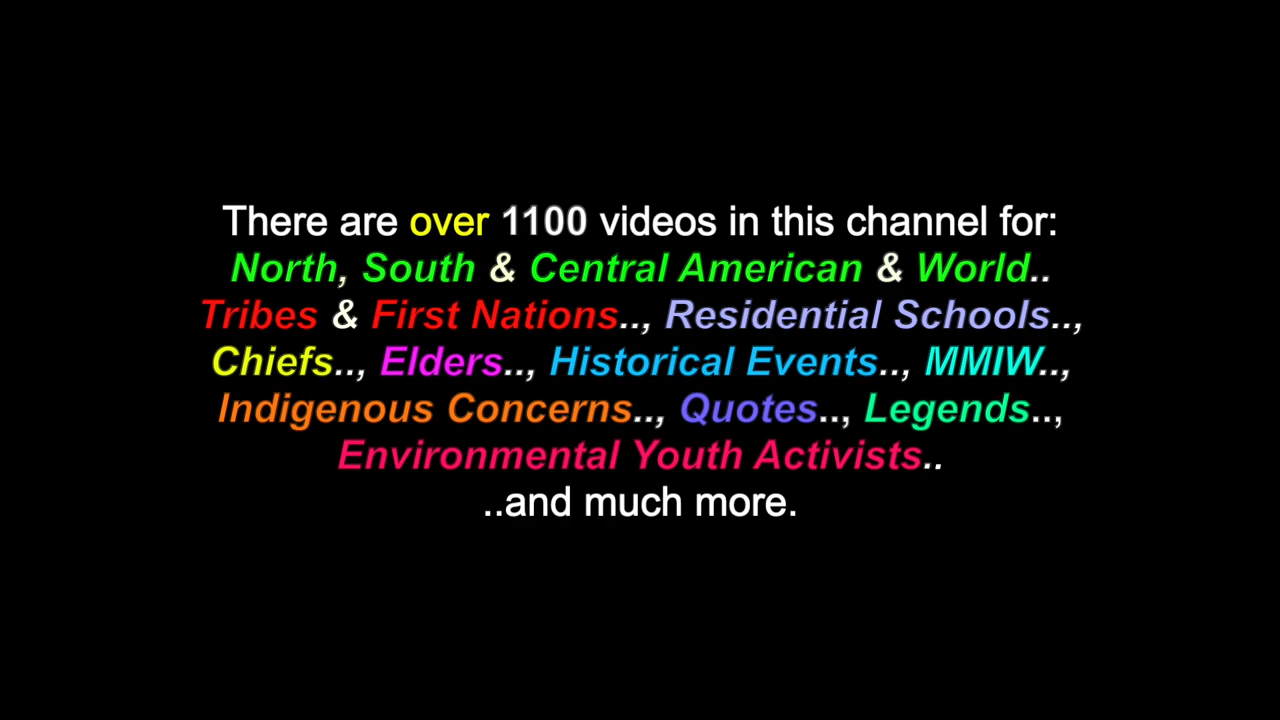 There are over 1100 videos in this channel for:
North, South & Central American & World..
Tribes & First Nations.., Residential Schools..,
Chiefs.., Elders.., Historical Events.., MMIW..,
Indigenous Concerns.., Quotes.., Legends..,
Environmental Youth Activists..
..and much more.